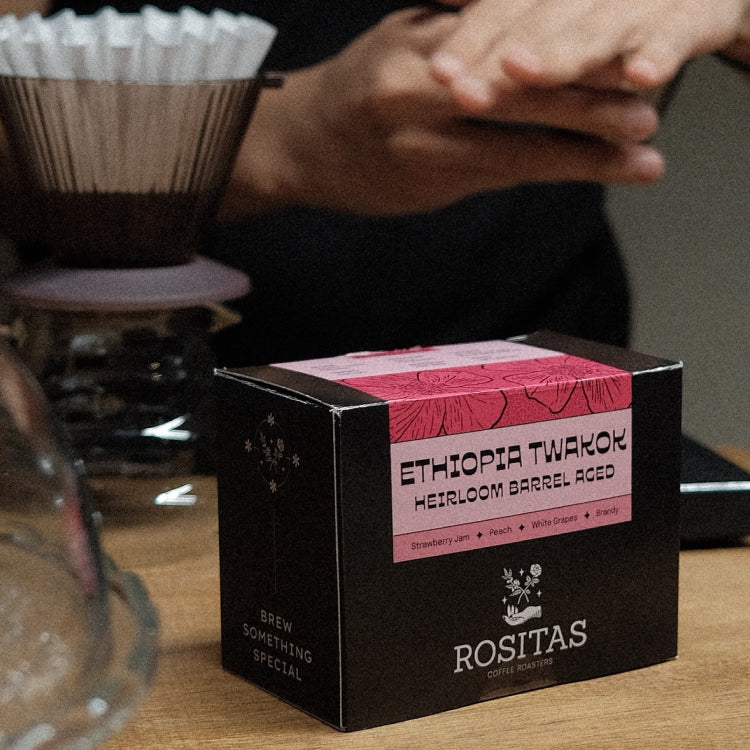 ETHIOPIA TWAKOK
HEIRLOOM BARREL AGED
Strawberry Jam ✦ Peach ✦ White Grapes ✦ Brandy
ROSITAS
COFFEE ROASTERS
BREW
SOMETHING
SPECIAL